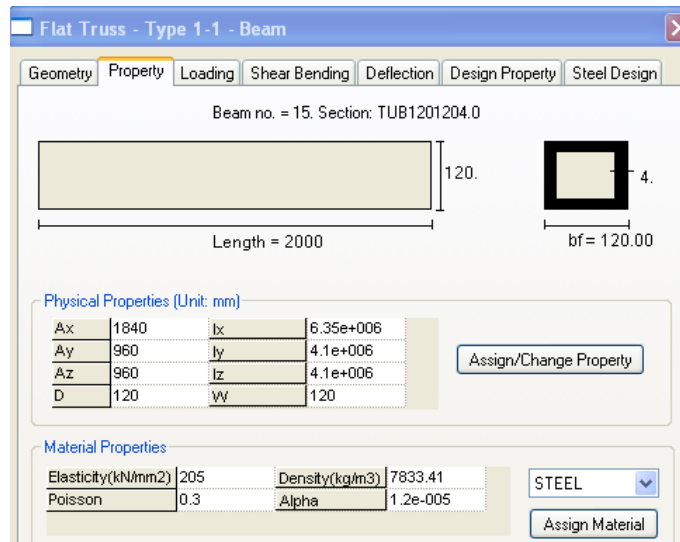 Flat Truss - Type 1-1 - Beam
Geometry Property Loading Shear Bending Deflection Design Property Steel Design
Beam no. = 15. Section: TUB1201204.0
120.
4.
Length = 2000
bf = 120.00
Physical Properties (Unit: mm)
Ax 1840 Ix 6.35e+006
Ay 960 Iy 4.1e+006
Az 960 Iz 4.1e+006
D 120 W 120
Assign/Change Property
Material Properties
Elasticity(kN/mm2) 205 Density(kg/m3) 7833.41
Poisson 0.3 Alpha 1.2e-005
STEEL
Assign Material